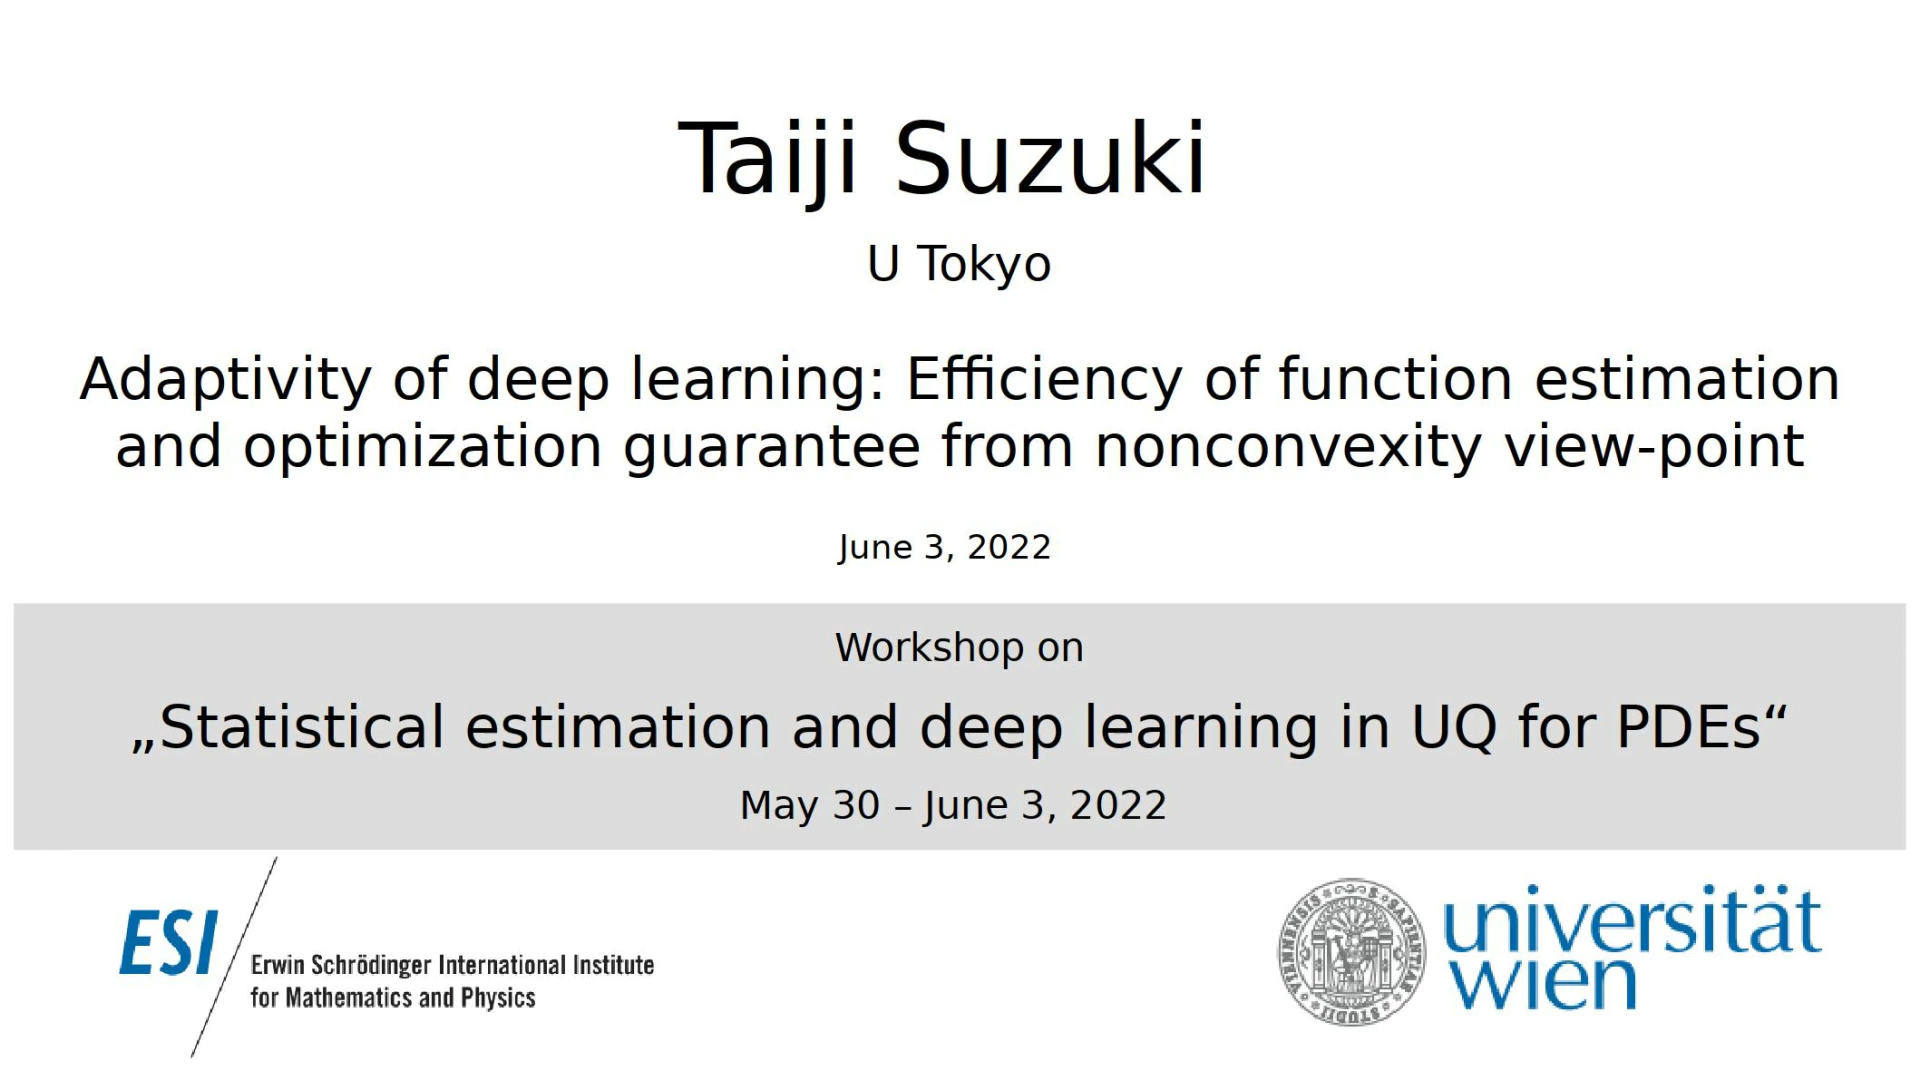 Taiji Suzuki
U Tokyo
Adaptivity of deep learning: Efficiency of function estimation
and optimization guarantee from nonconvexity view-point
June 3, 2022
Workshop on
„Statistical estimation and deep learning in UQ for PDEs“
May 30 – June 3, 2022
ESI
Erwin Schrödinger International Institute
for Mathematics and Physics
universität
wien